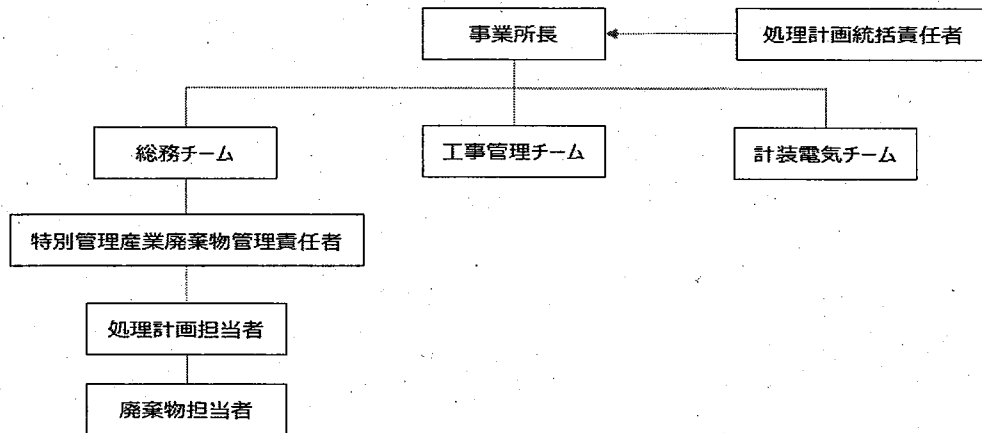 事業所長
処理計画統括責任者
総務チーム
工事管理チーム
計装電気チーム
特別管理産業廃棄物管理責任者
処理計画担当者
廃棄物担当者